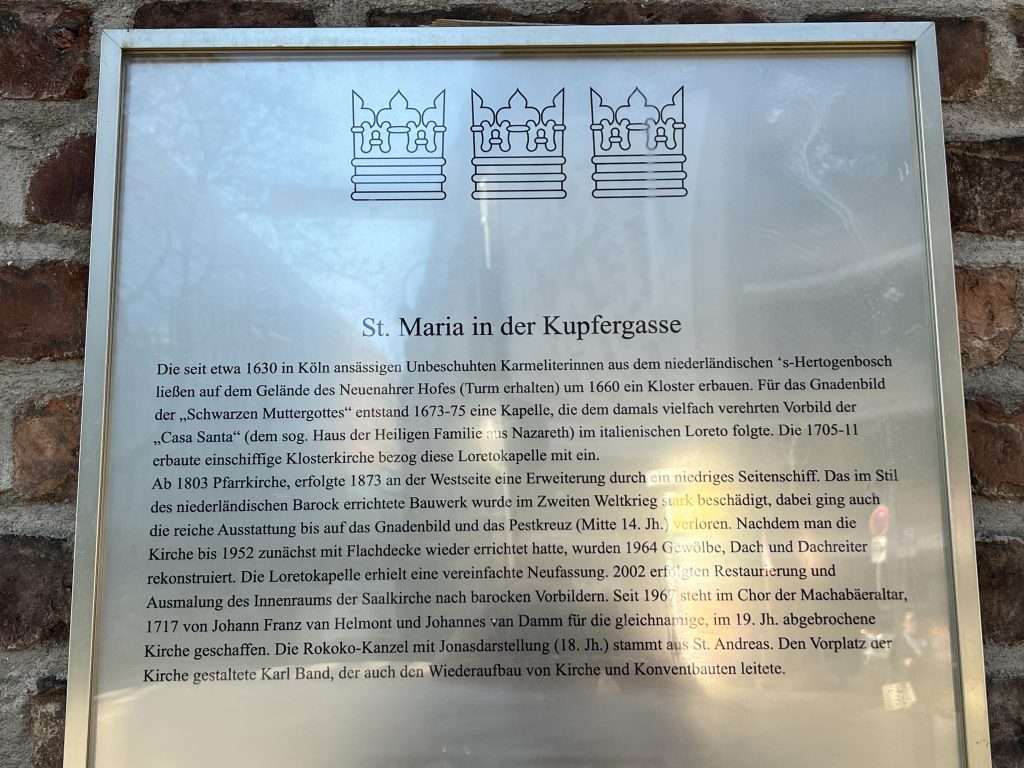 St. Maria in der Kupfergasse
Die seit etwa 1630 in Köln ansässigen Unbeschuhten Karmeliterinnen aus dem niederländischen ‘s-Hertogenbosch
ließen auf dem Gelände des Neuenahrer Hofes (Turm erhalten) um 1660 ein Kloster erbauen. Für das Gnadenbild
der „Schwarzen Muttergottes“ entstand 1673-75 eine Kapelle, die dem damals vielfach verehrten Vorbild der
„Casa Santa“ (dem sog. Haus der Heiligen Familie aus Nazareth) im italienischen Loreto folgte. Die 1705-11
erbaute einschiffige Klosterkirche bezog diese Loretokapelle mit ein.
Ab 1803 Pfarrkirche, erfolgte 1873 an der Westseite eine Erweiterung durch ein niedriges Seitenschiff. Das im Stil
des niederländischen Barock errichtete Bauwerk wurde im Zweiten Weltkrieg stark beschädigt, dabei ging auch
die reiche Ausstattung bis auf das Gnadenbild und das Pestkreuz (Mitte 14. Jh.) verloren. Nachdem man die
Kirche bis 1952 zunächst mit Flachdecke wieder errichtet hatte, wurden 1964 Gewölbe, Dach und Dachreiter
rekonstruiert. Die Loretokapelle erhielt eine vereinfachte Neufassung. 2002 erfolgten Restaurierung und
Ausmalung des Innenraums der Saalkirche nach barocken Vorbildern. Seit 1967 steht im Chor der Machabäeraltar,
1717 von Johann Franz van Helmont und Johannes van Damm für die gleichnamige, im 19. Jh. abgebrochene
Kirche geschaffen. Die Rokoko-Kanzel mit Jonasdarstellung (18. Jh.) stammt aus St. Andreas. Den Vorplatz der
Kirche gestaltete Karl Band, der auch den Wiederaufbau von Kirche und Konventbauten leitete.